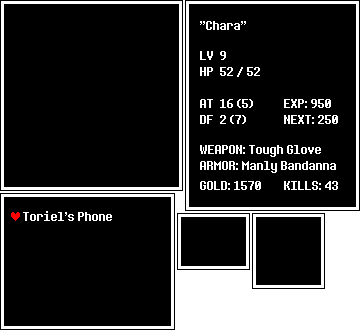 "Chara"
LV 9
HP 52 / 52
AT 16 (5) EXP: 950
DF 2 (7) NEXT: 250
WEAPON: Tough Glove
ARMOR: Manly Bandanna
GOLD: 1570 KILLS: 43
Toriel's Phone